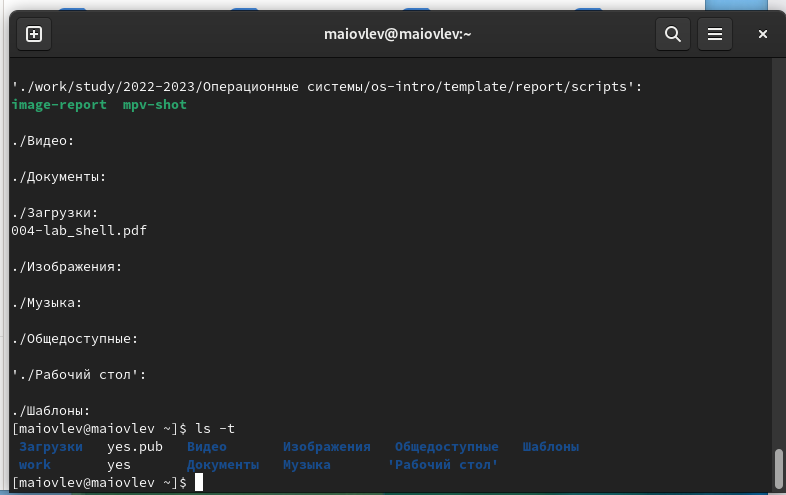 maiovlev@maiovlev:~
'./work/study/2022-2023/Операционные системы/os-intro/template/report/scripts':
image-report mpv-shot
./Видео:
./Документы:
./Загрузки:
004-lab_shell.pdf
./Изображения:
./Музыка:
./Общедоступные:
'./Рабочий стол':
./Шаблоны:
[maiovlev@maiovlev ~]$ ls -t
Загрузки yes.pub Видео Изображения Общедоступные Шаблоны
work yes Документы Музыка 'Рабочий стол'
[maiovlev@maiovlev ~]$